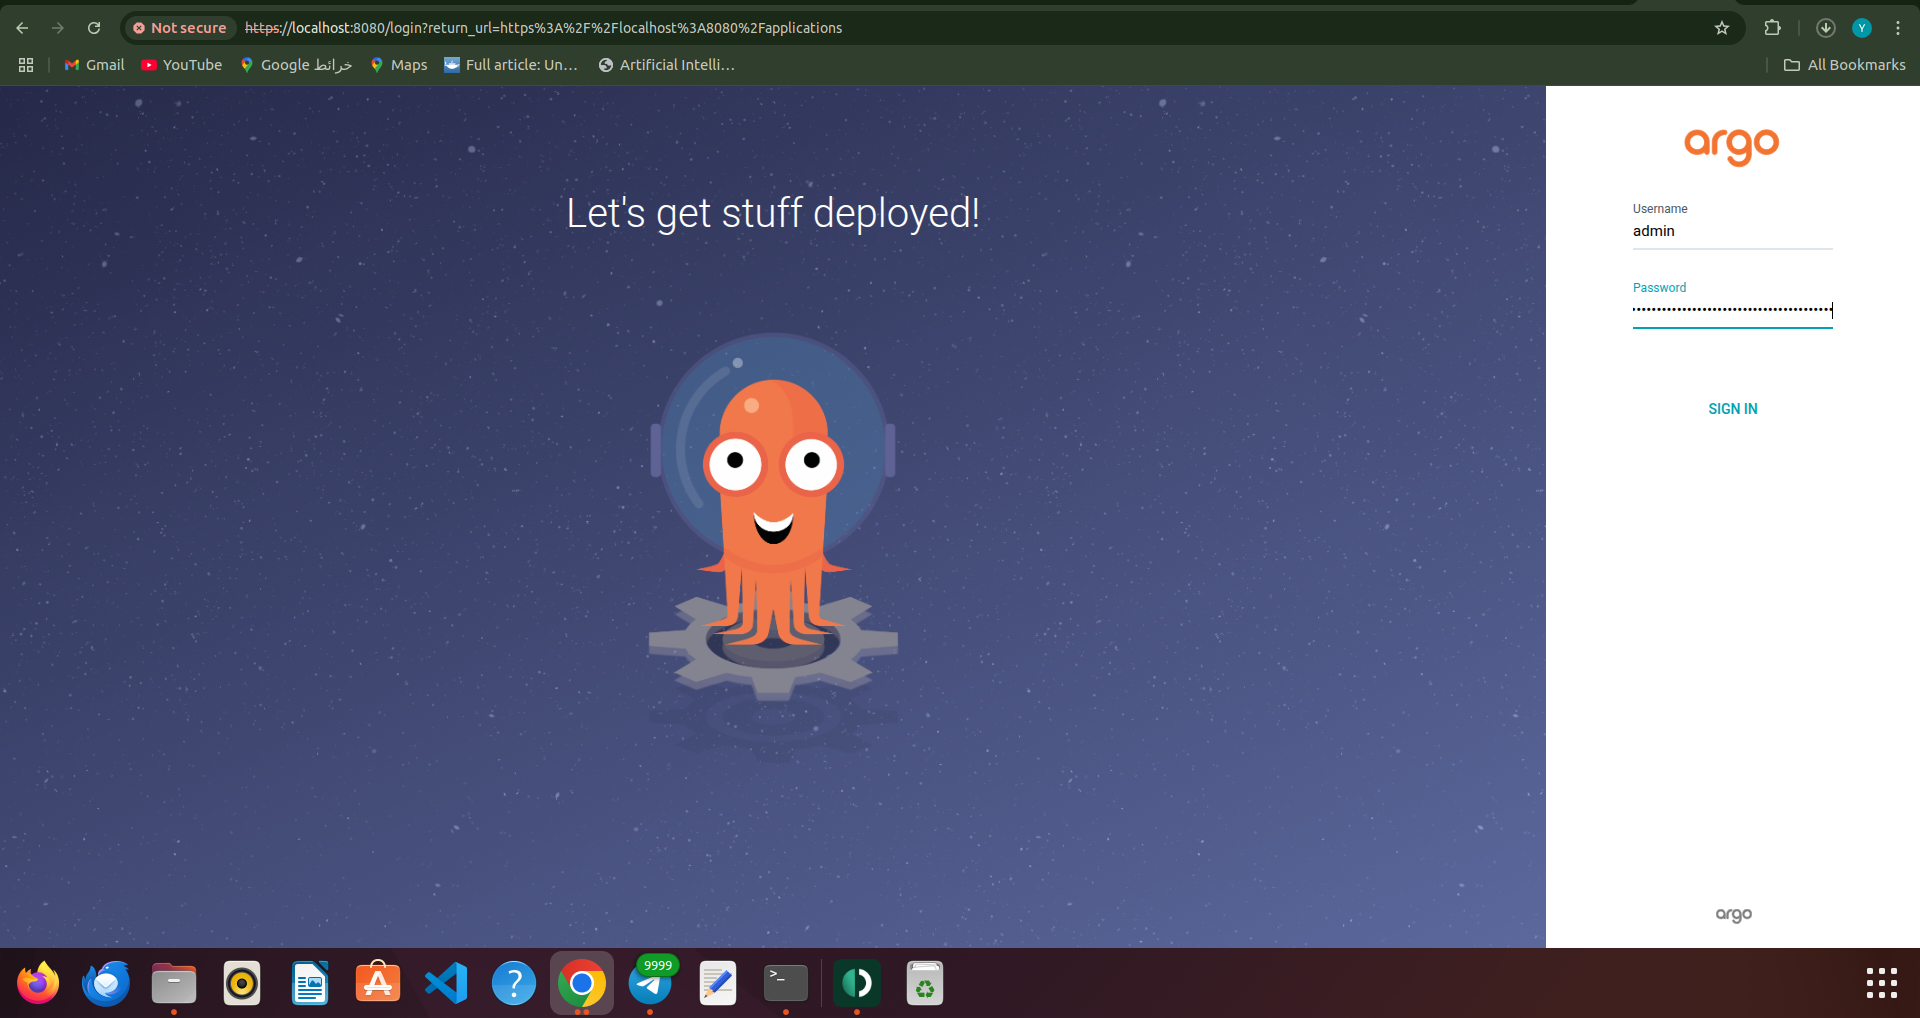 Not secure https://localhost:8080/login?return_url=https%3A%2F%2Flocalhost%3A8080%2Fapplications Y
Gmail YouTube Google خرائط Maps Full article: Un... Artificial Intelli... All Bookmarks
argo
Let's get stuff deployed!
Username
admin
Password
SIGN IN
argo
9999